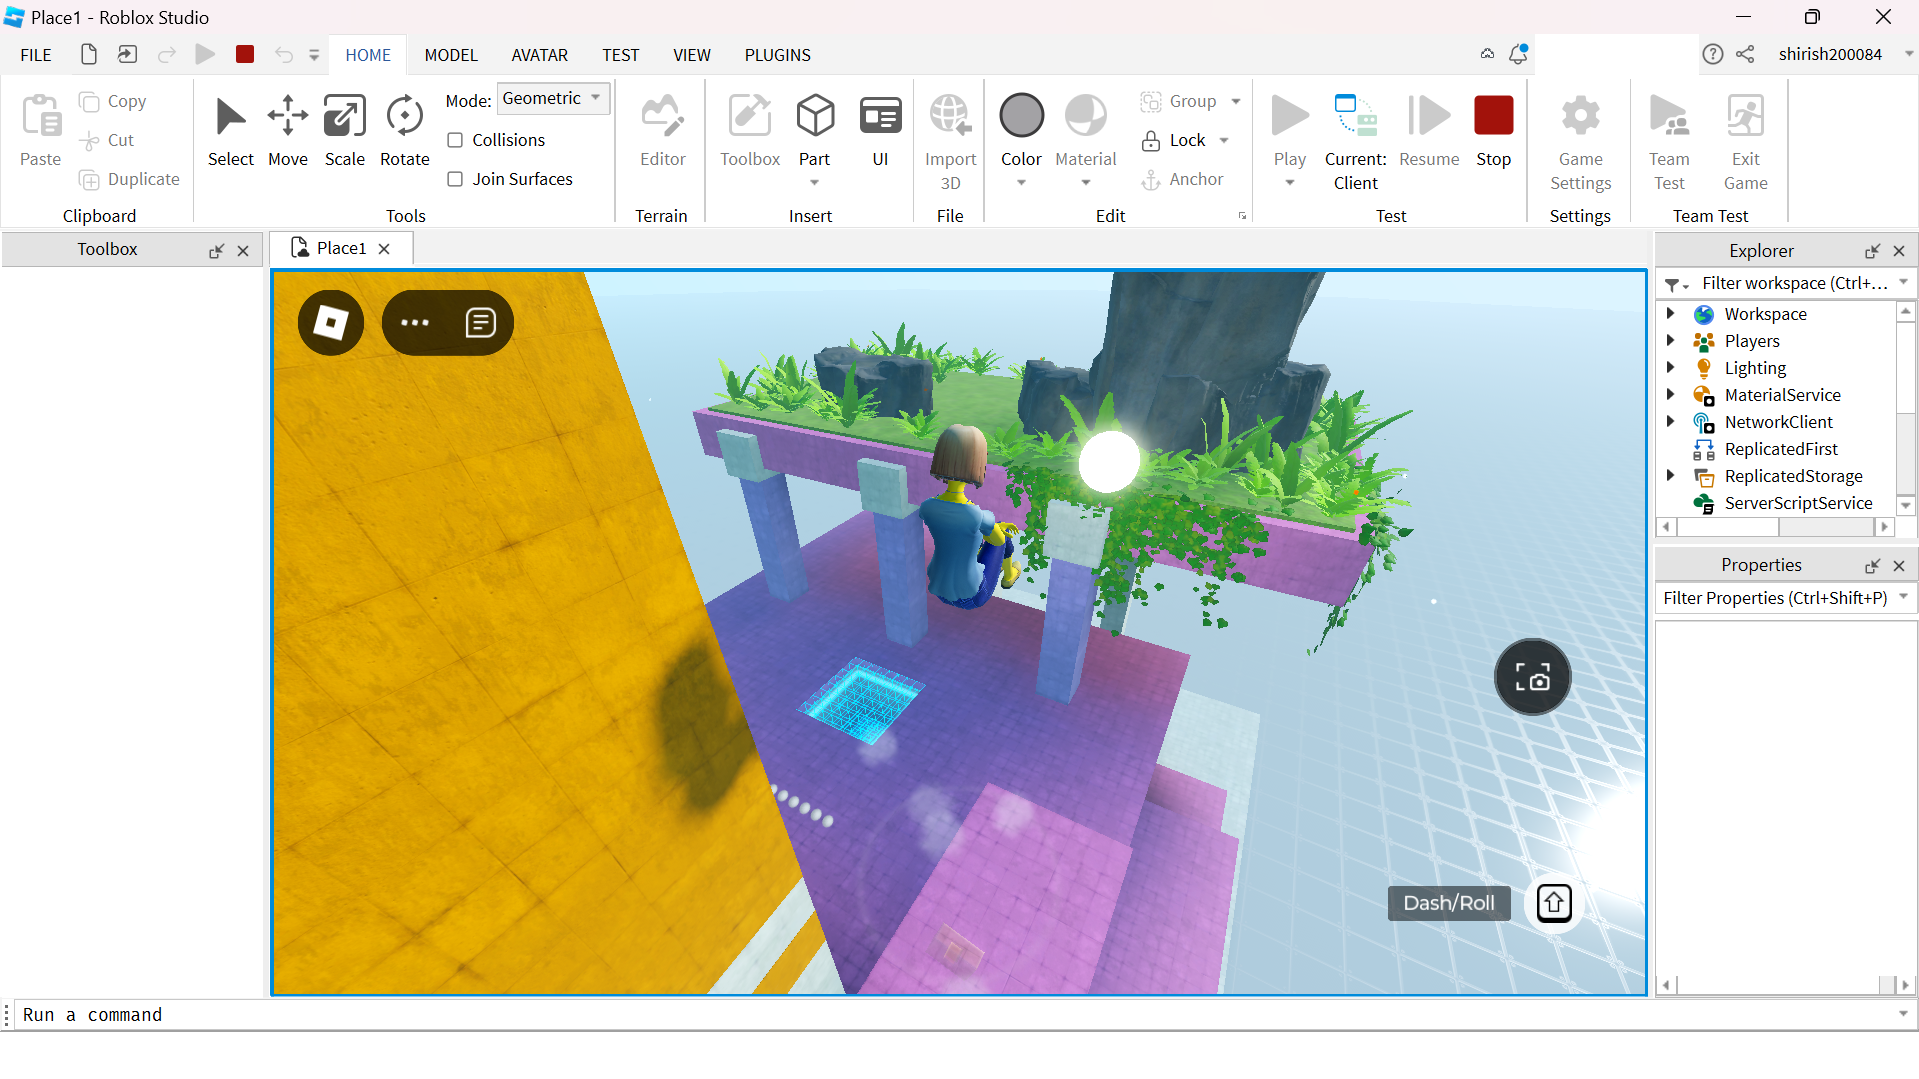 Place1 - Roblox Studio
FILE
HOME
MODEL
AVATAR
TEST
VIEW
PLUGINS
shirish200084
Paste
Copy
Cut
Duplicate
Clipboard
Select
Move
Scale
Rotate
Mode: Geometric
Collisions
Join Surfaces
Tools
Editor
Terrain
Toolbox
Part
UI
Insert
Import
3D
File
Color
Material
Group
Lock
Anchor
Edit
Play
Current:
Client
Resume
Stop
Test
Game
Settings
Settings
Team
Test
Exit
Game
Team Test
Toolbox
Place1
Explorer
Filter workspace (Ctrl+...
Workspace
Players
Lighting
MaterialService
NetworkClient
ReplicatedFirst
ReplicatedStorage
ServerScriptService
Properties
Filter Properties (Ctrl+Shift+P)
Dash/Roll
Run a command